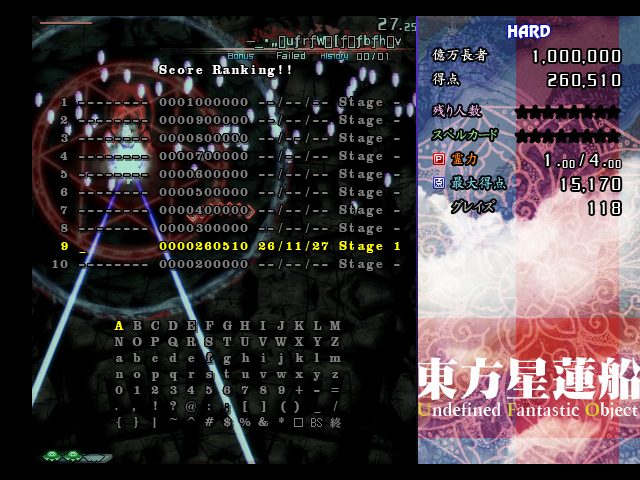 27.25
Bonus Failed History 00/01
Score Ranking!!
1 -------- 0001000000 --/--/-- Stage -
2 -------- 0000900000 --/--/-- Stage -
3 -------- 0000800000 --/--/-- Stage -
4 -------- 0000700000 --/--/-- Stage -
5 -------- 0000600000 --/--/-- Stage -
6 -------- 0000500000 --/--/-- Stage -
7 -------- 0000400000 --/--/-- Stage -
8 -------- 0000300000 --/--/-- Stage -
9 _ 0000260510 26/11/27 Stage 1
10 -------- 0000200000 --/--/-- Stage -
A B C D E F G H I J K L M
N O P Q R S T U V W X Y Z
a b c d e f g h i j k l m
n o p q r s t u v w x y z
0 1 2 3 4 5 6 7 8 9 + - =
. , ! ? @ : ; [ ] ( ) _ /
{ } | ~ ^ # $ % & * □ BS 終
HARD
億万長者 1,000,000
得点 260,510
残り人数
スペルカード
P 霊力 1.00/4.00
点 最大得点 15,170
グレイズ 118
東方星蓮船
Undefined Fantastic Object